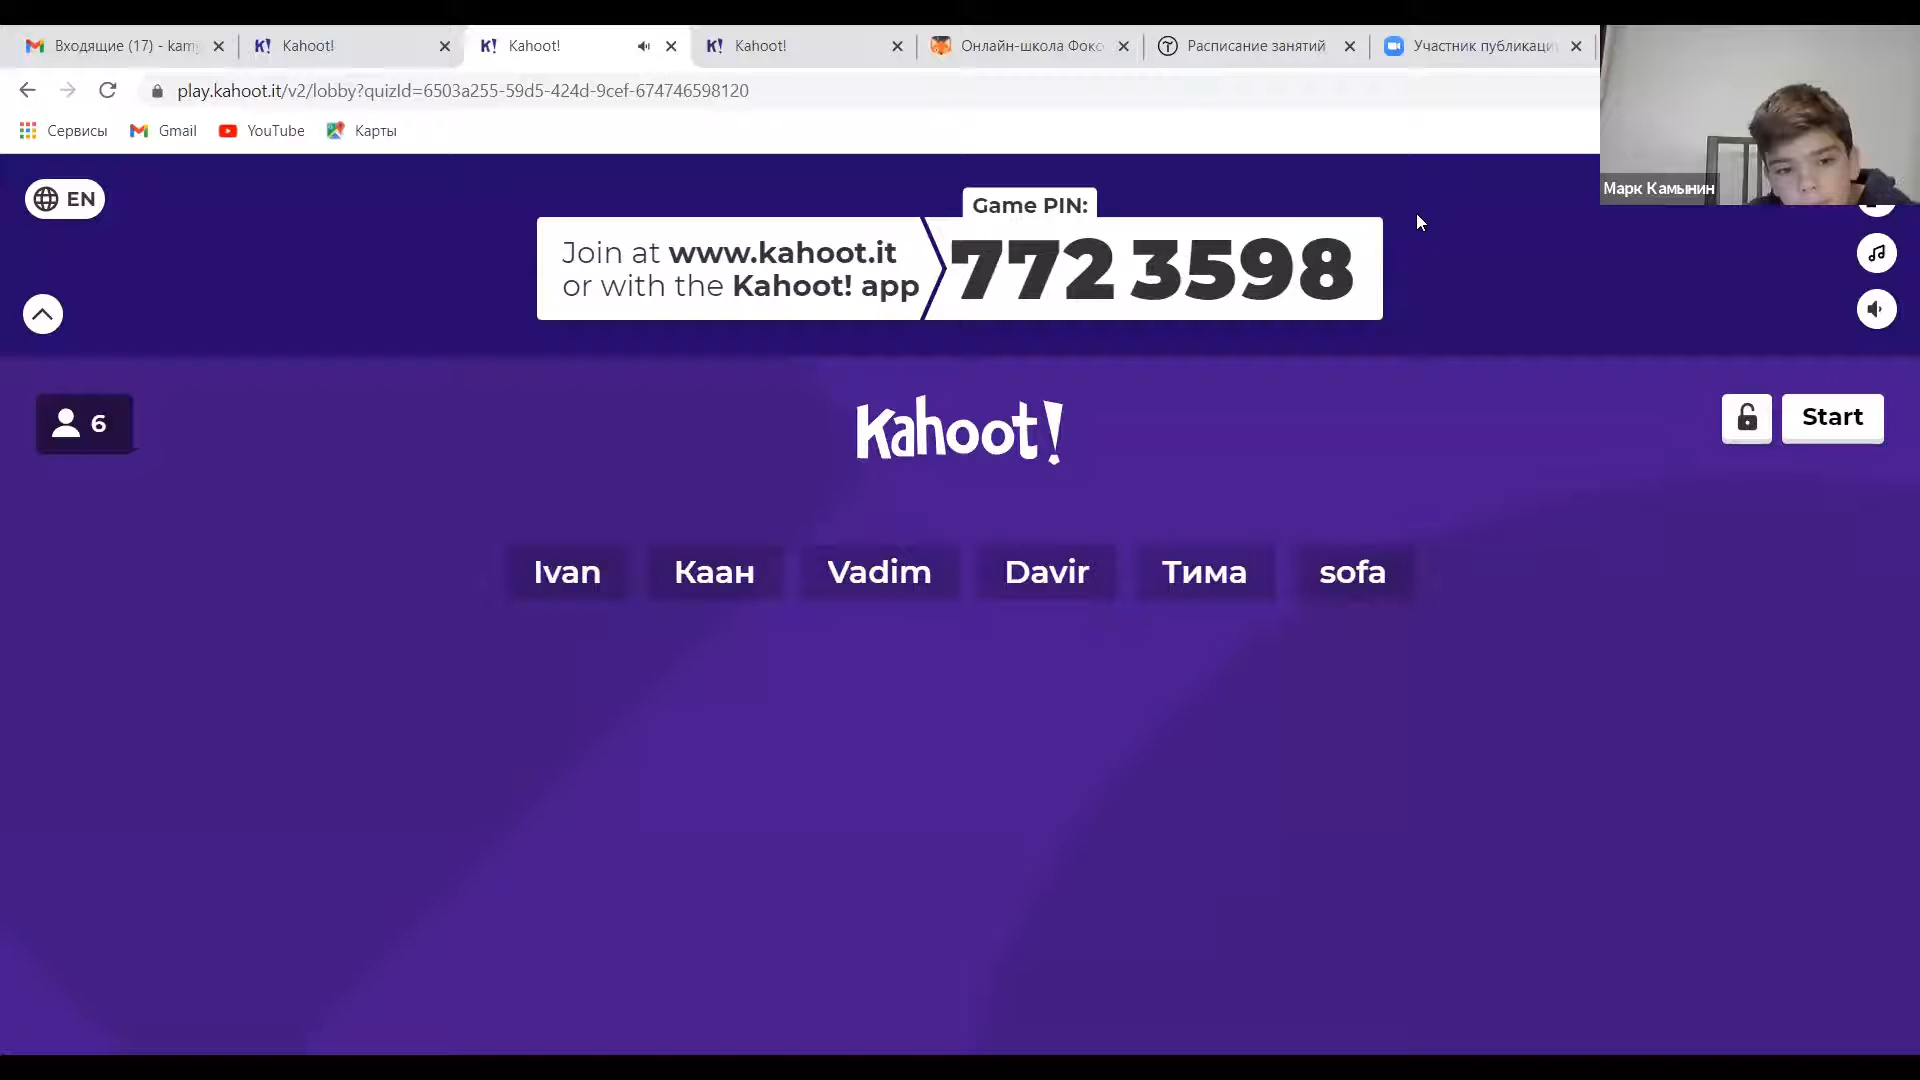 Входящие (17) - kam
Kahoot!
Kahoot!
Kahoot!
Онлайн-школа Фокс
Расписание занятий
Участник публикаци
play.kahoot.it/v2/lobby?quizId=6503a255-59d5-424d-9cef-674746598120
Сервисы
Gmail
YouTube
Карты
Марк Камынин
EN
Game PIN:
Join at www.kahoot.it
or with the Kahoot! app
772 3598
6
Kahoot!
Start
Ivan
Каан
Vadim
Davir
Тима
sofa